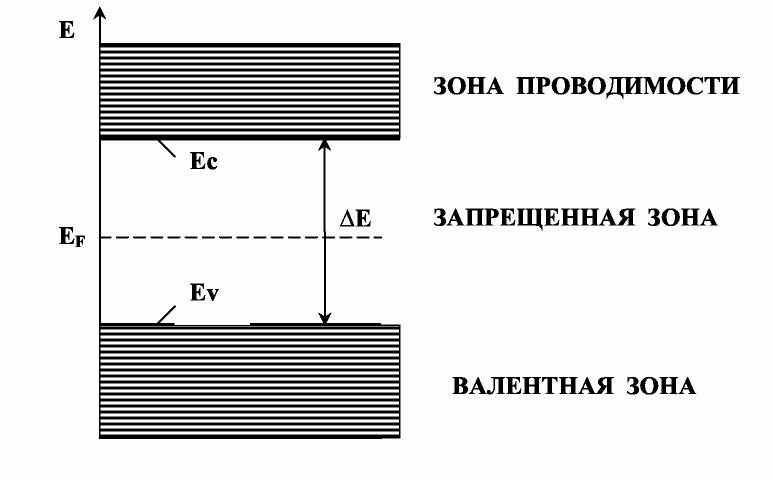 E
ЗОНА ПРОВОДИМОСТИ
Ec
ΔE
ЗАПРЕЩЕННАЯ ЗОНА
EF
Ev
ВАЛЕНТНАЯ ЗОНА